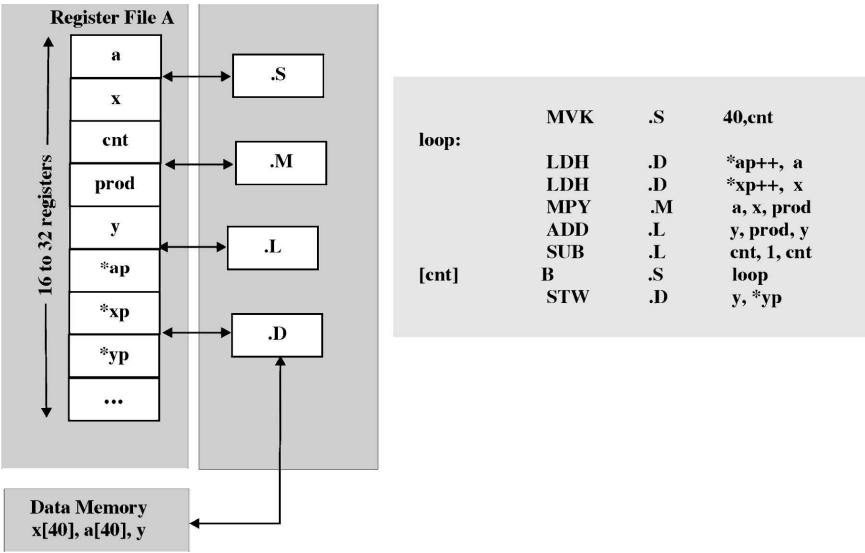 Register File A
a
x
cnt
prod
y
*ap
*xp
*yp
...
16 to 32 registers
.S
.M
.L
.D
Data Memory
x[40], a[40], y
MVK .S 40,cnt
loop:
LDH .D *ap++, a
LDH .D *xp++, x
MPY .M a, x, prod
ADD .L y, prod, y
SUB .L cnt, 1, cnt
[cnt] B .S loop
STW .D y, *yp